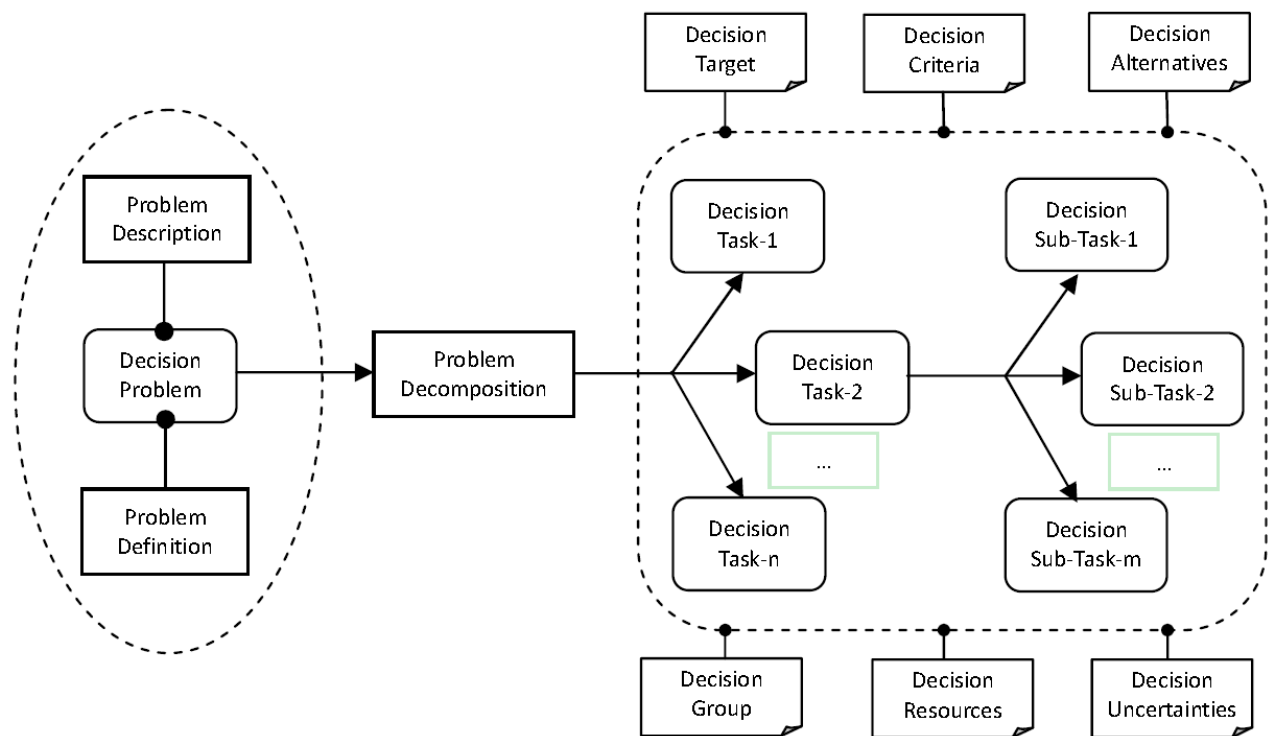 Decision
Target
Decision
Criteria
Decision
Alternatives
Problem
Description
Decision
Problem
Problem
Definition
Problem
Decomposition
Decision
Task-1
Decision
Task-2
...
Decision
Task-n
Decision
Sub-Task-1
Decision
Sub-Task-2
...
Decision
Sub-Task-m
Decision
Group
Decision
Resources
Decision
Uncertainties